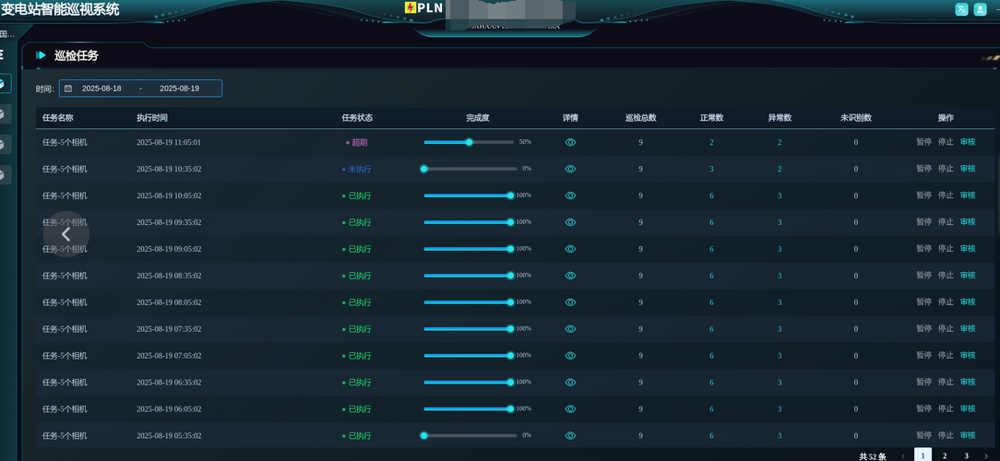 变电站智能巡视系统
PLN
国...
巡检任务
时间: 2025-08-18 - 2025-08-19
任务名称 执行时间 任务状态 完成度 详情 巡检总数 正常数 异常数 未识别数 操作
任务-5个相机 2025-08-19 11:05:01 超期 50% 9 2 2 0 暂停 停止 审核
任务-5个相机 2025-08-19 10:35:02 未执行 0% 9 3 2 0 暂停 停止 审核
任务-5个相机 2025-08-19 10:05:02 已执行 100% 9 6 3 0 暂停 停止 审核
任务-5个相机 2025-08-19 09:35:02 已执行 100% 9 6 3 0 暂停 停止 审核
任务-5个相机 2025-08-19 09:05:02 已执行 100% 9 6 3 0 暂停 停止 审核
任务-5个相机 2025-08-19 08:35:02 已执行 100% 9 6 3 0 暂停 停止 审核
任务-5个相机 2025-08-19 08:05:02 已执行 100% 9 6 3 0 暂停 停止 审核
任务-5个相机 2025-08-19 07:35:02 已执行 100% 9 6 3 0 暂停 停止 审核
任务-5个相机 2025-08-19 07:05:02 已执行 100% 9 6 3 0 暂停 停止 审核
任务-5个相机 2025-08-19 06:35:02 已执行 100% 9 6 3 0 暂停 停止 审核
任务-5个相机 2025-08-19 06:05:02 已执行 100% 9 6 3 0 暂停 停止 审核
任务-5个相机 2025-08-19 05:35:02 已执行 0% 9 6 3 0 暂停 停止 审核
共 52 条 1 2 3